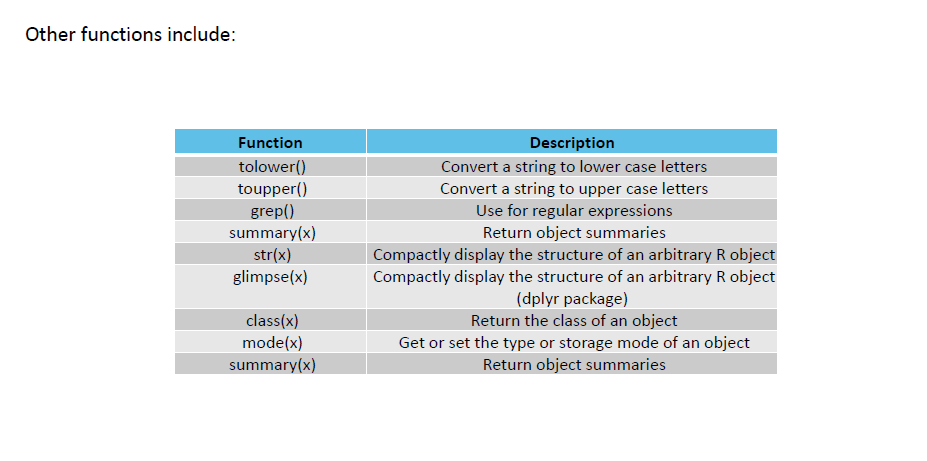 Other functions include:
Function Description
tolower() Convert a string to lower case letters
toupper() Convert a string to upper case letters
grep() Use for regular expressions
summary(x) Return object summaries
str(x) Compactly display the structure of an arbitrary R object
glimpse(x) Compactly display the structure of an arbitrary R object
(dplyr package)
class(x) Return the class of an object
mode(x) Get or set the type or storage mode of an object
summary(x) Return object summaries